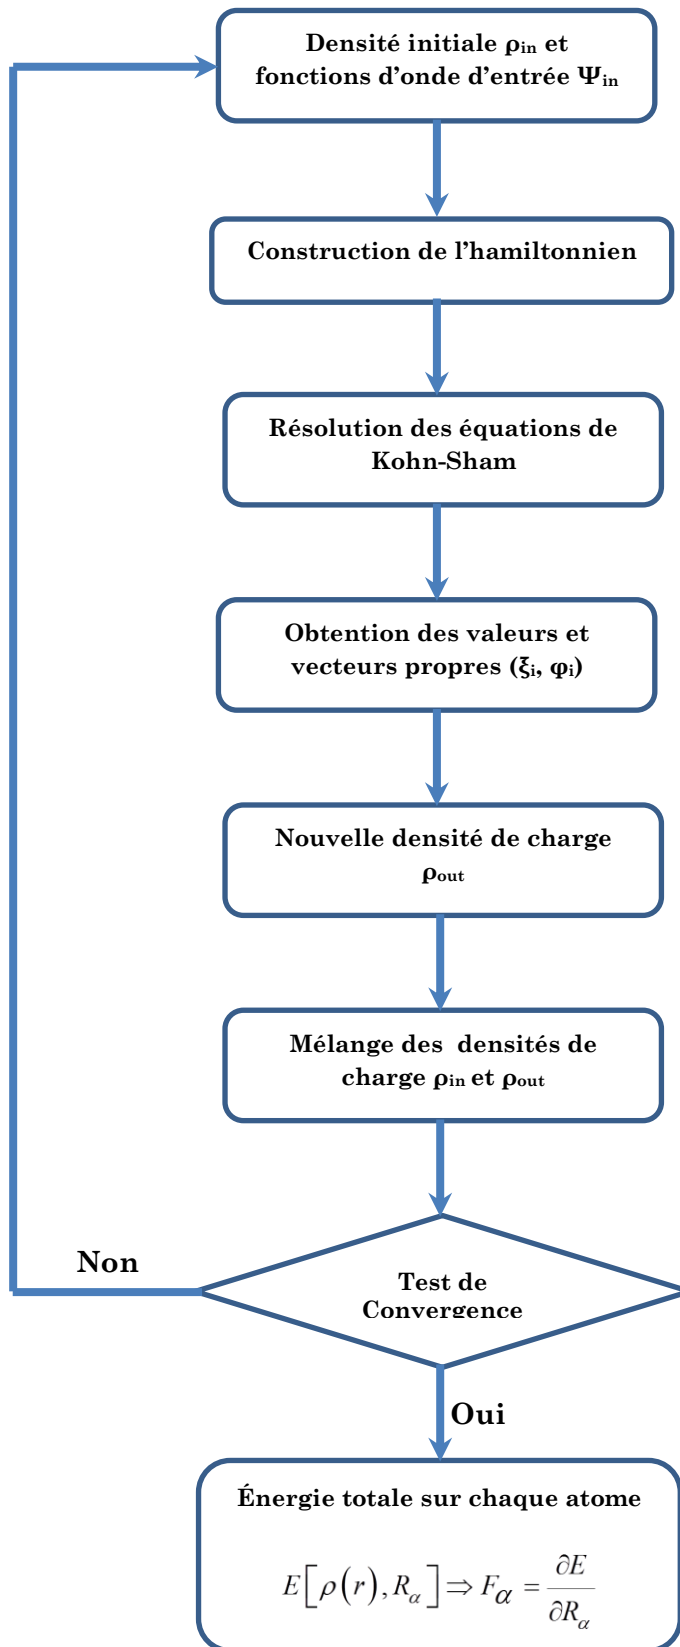 Densité initiale ρin et
fonctions d'onde d'entrée Ψin
Construction de l'hamiltonnien
Résolution des équations de
Kohn-Sham
Obtention des valeurs et
vecteurs propres (ξi, φi)
Nouvelle densité de charge
ρout
Mélange des densités de
charge ρin et ρout
Non
Test de
Convergence
Oui
Énergie totale sur chaque atome
E[ρ(r), Rα] ⇒ Fα = ∂E/∂Rα